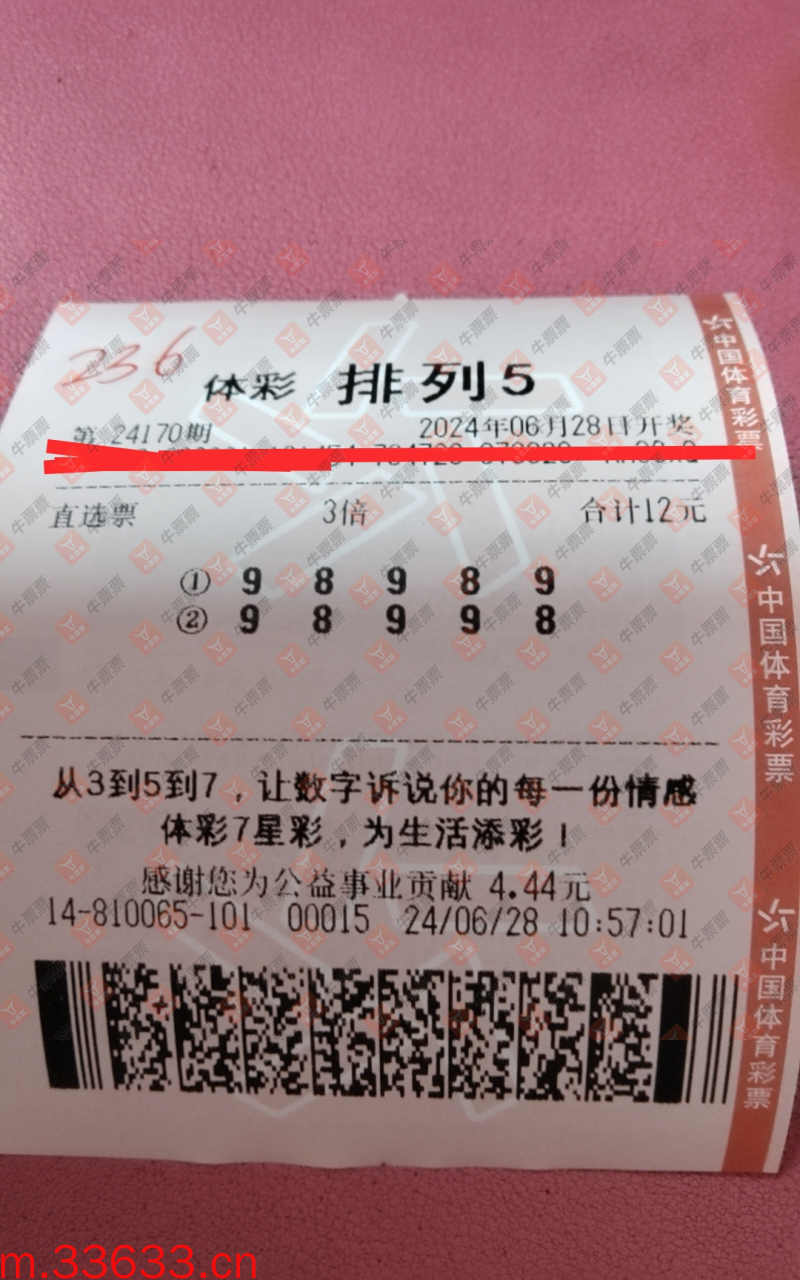 236
体彩 排列5
第 24170期 2024年06月28日开奖
直选票 3倍 合计12元
① 9 8 9 8 9
② 9 8 9 9 8
从3到5到7，让数字诉说你的每一份情感
体彩7星彩，为生活添彩！
感谢您为公益事业贡献 4.44元
14-810065-101 00015 24/06/28 10:57:01
中国体育彩票
中国体育彩票
中国体育彩票
牛票票
m.33633.cn